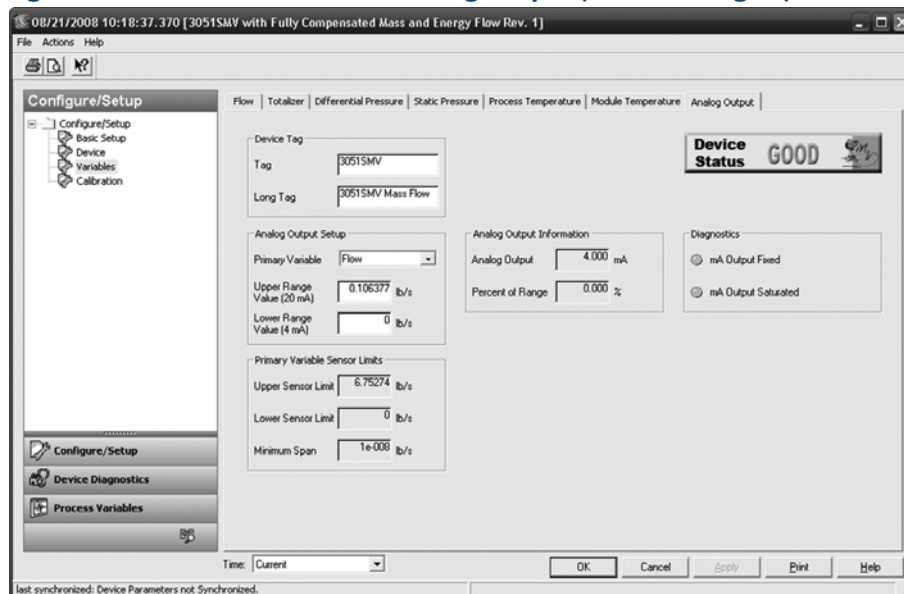 08/21/2008 10:18:37.370 [3051SMV with Fully Compensated Mass and Energy Flow Rev. 1]
File Actions Help
Configure/Setup
Configure/Setup
Basic Setup
Device
Variables
Calibration
Configure/Setup
Device Diagnostics
Process Variables
Flow Totalizer Differential Pressure Static Pressure Process Temperature Module Temperature Analog Output
Device Tag
Tag 3051SMV
Long Tag 3051SMV Mass Flow
Device Status GOOD
Analog Output Setup
Primary Variable Flow
Upper Range
Value (20 mA) 0.106377 lb/s
Lower Range
Value (4 mA) 0 lb/s
Analog Output Information
Analog Output 4.000 mA
Percent of Range 0.000 %
Diagnostics
mA Output Fixed
mA Output Saturated
Primary Variable Sensor Limits
Upper Sensor Limit 6.75274 lb/s
Lower Sensor Limit 0 lb/s
Minimum Span 1e-008 lb/s
Time: Current
OK Cancel Apply Print Help
last synchronized: Device Parameters not Synchronized.